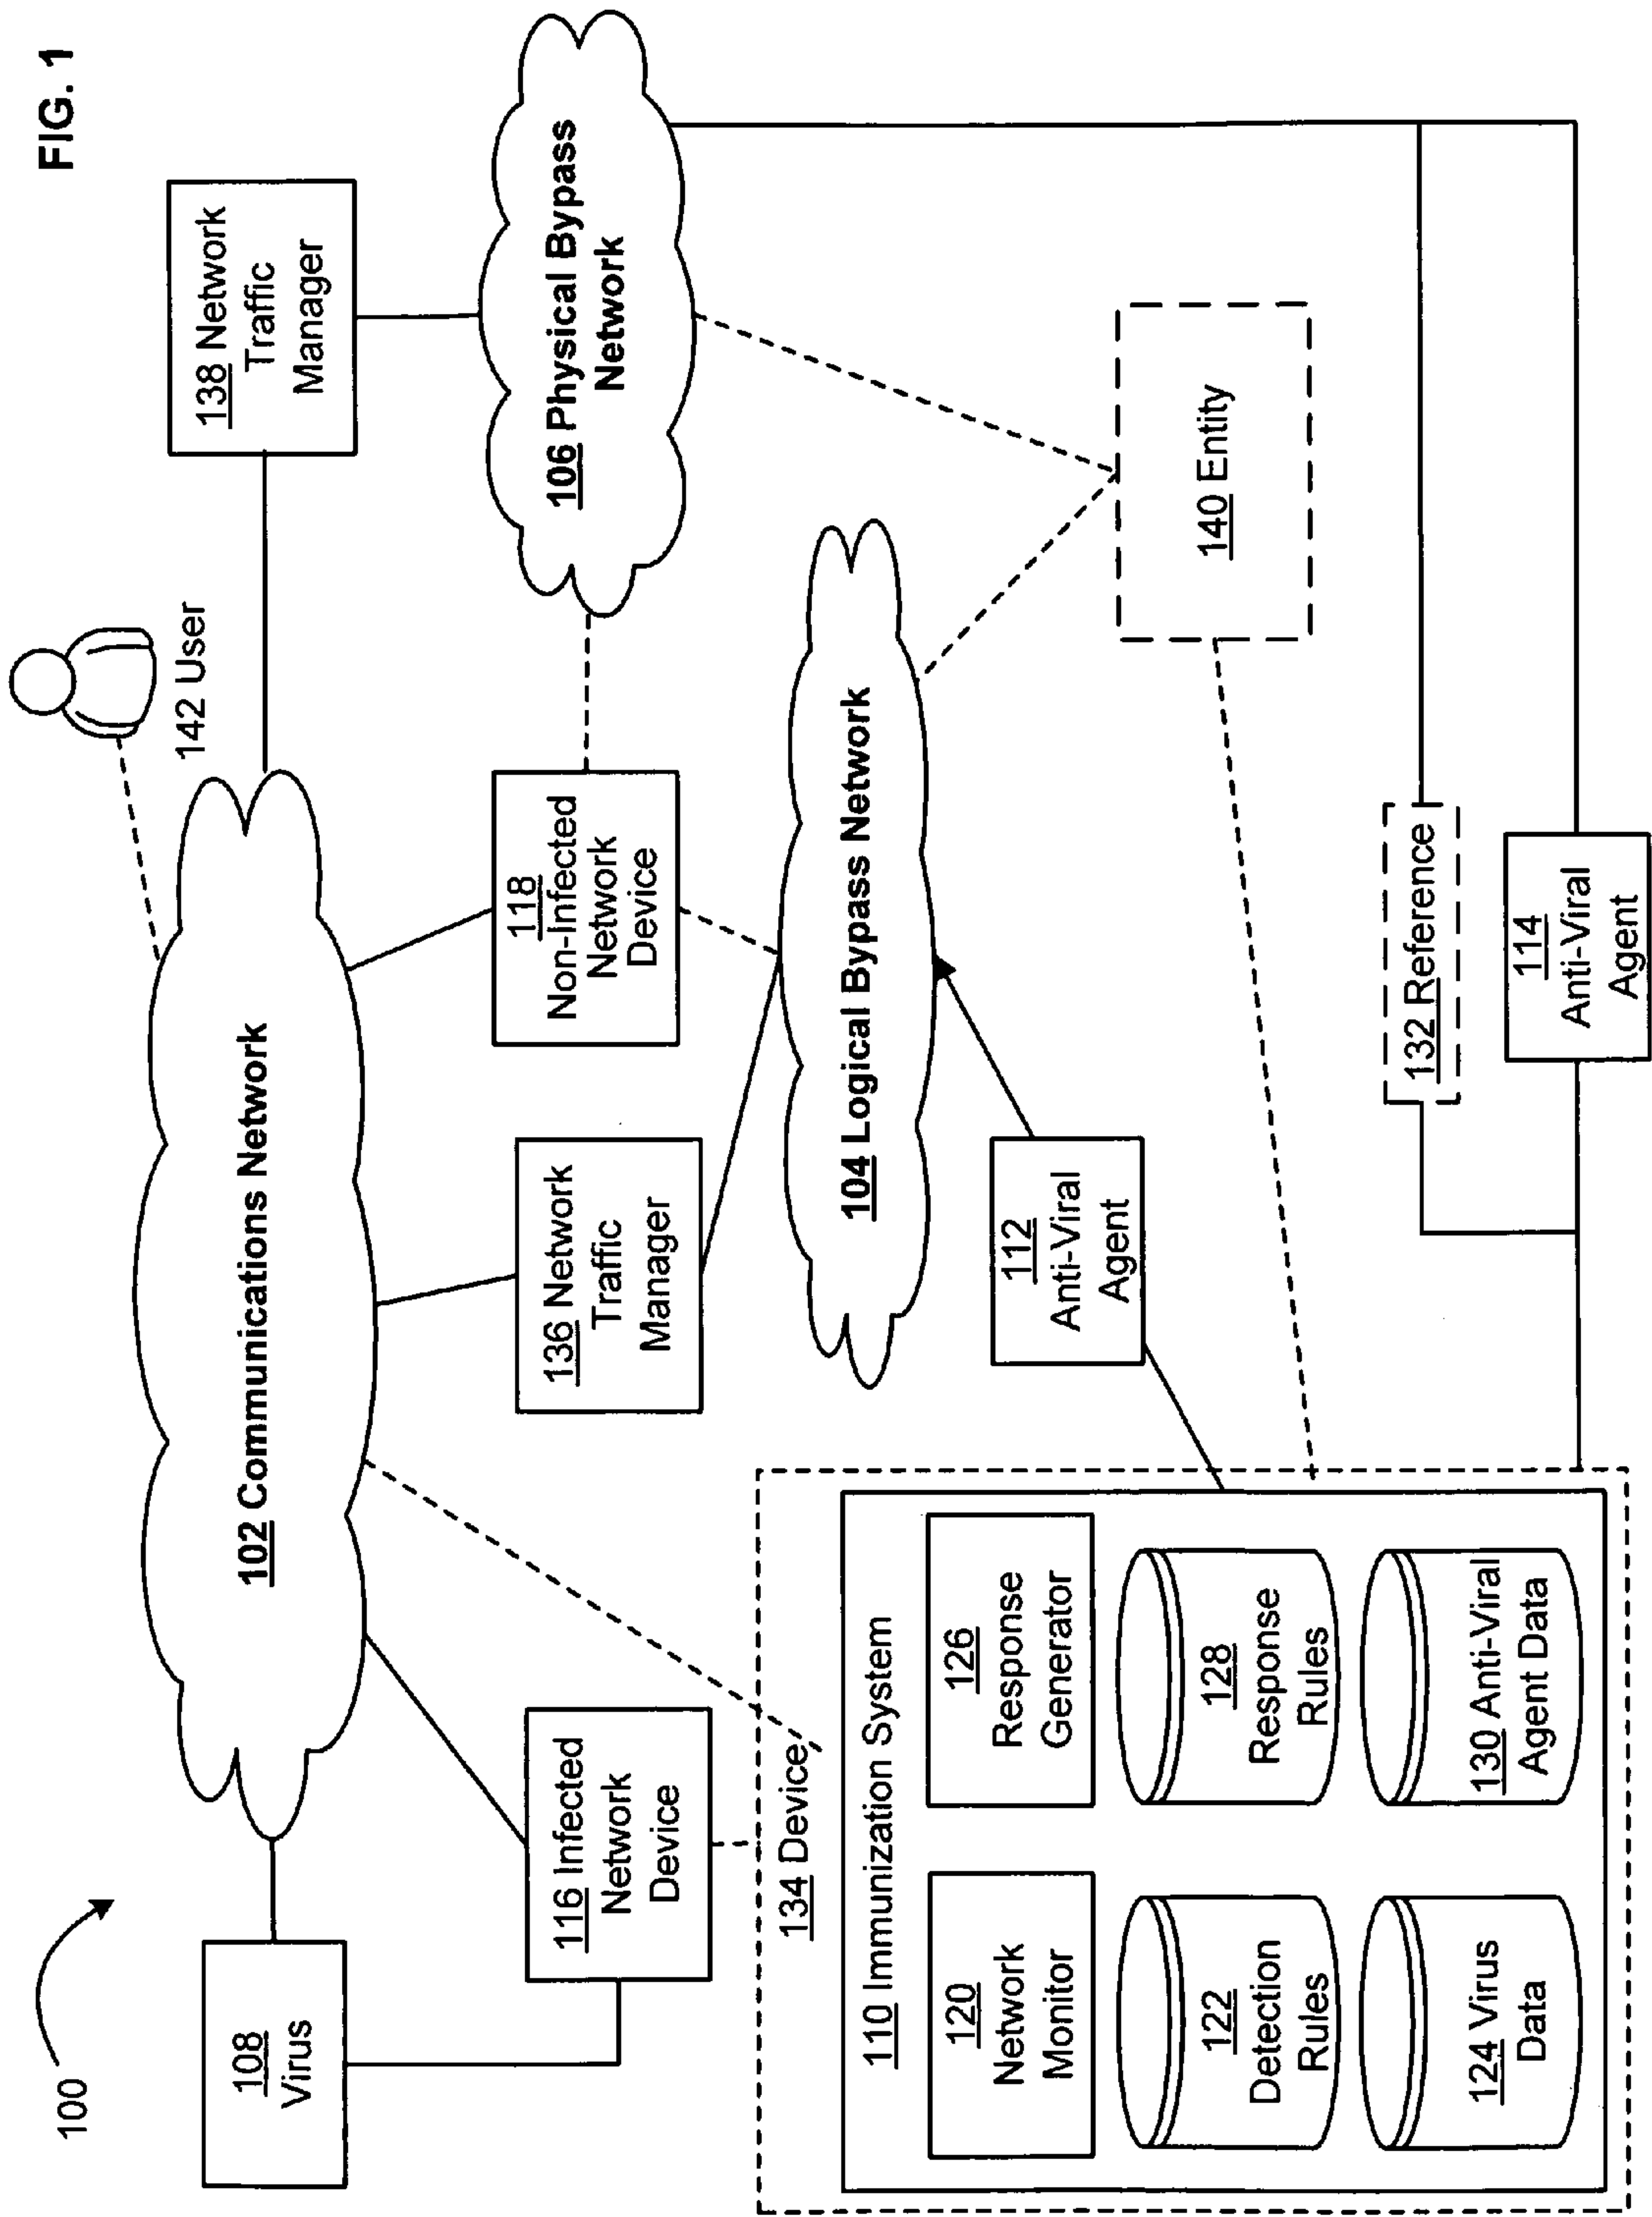 FIG. 1
100
142 User
108
Virus
102 Communications Network
138 Network
Traffic
Manager
116 Infected
Network
Device
136 Network
Traffic
Manager
118
Non-Infected
Network
Device
106 Physical Bypass
Network
134 Device
104 Logical Bypass Network
110 Immunization System
120
Network
Monitor
126
Response
Generator
112
Anti-Viral
Agent
122
Detection
Rules
128
Response
Rules
140 Entity
124 Virus
Data
130 Anti-Viral
Agent Data
132 Reference
114
Anti-Viral
Agent